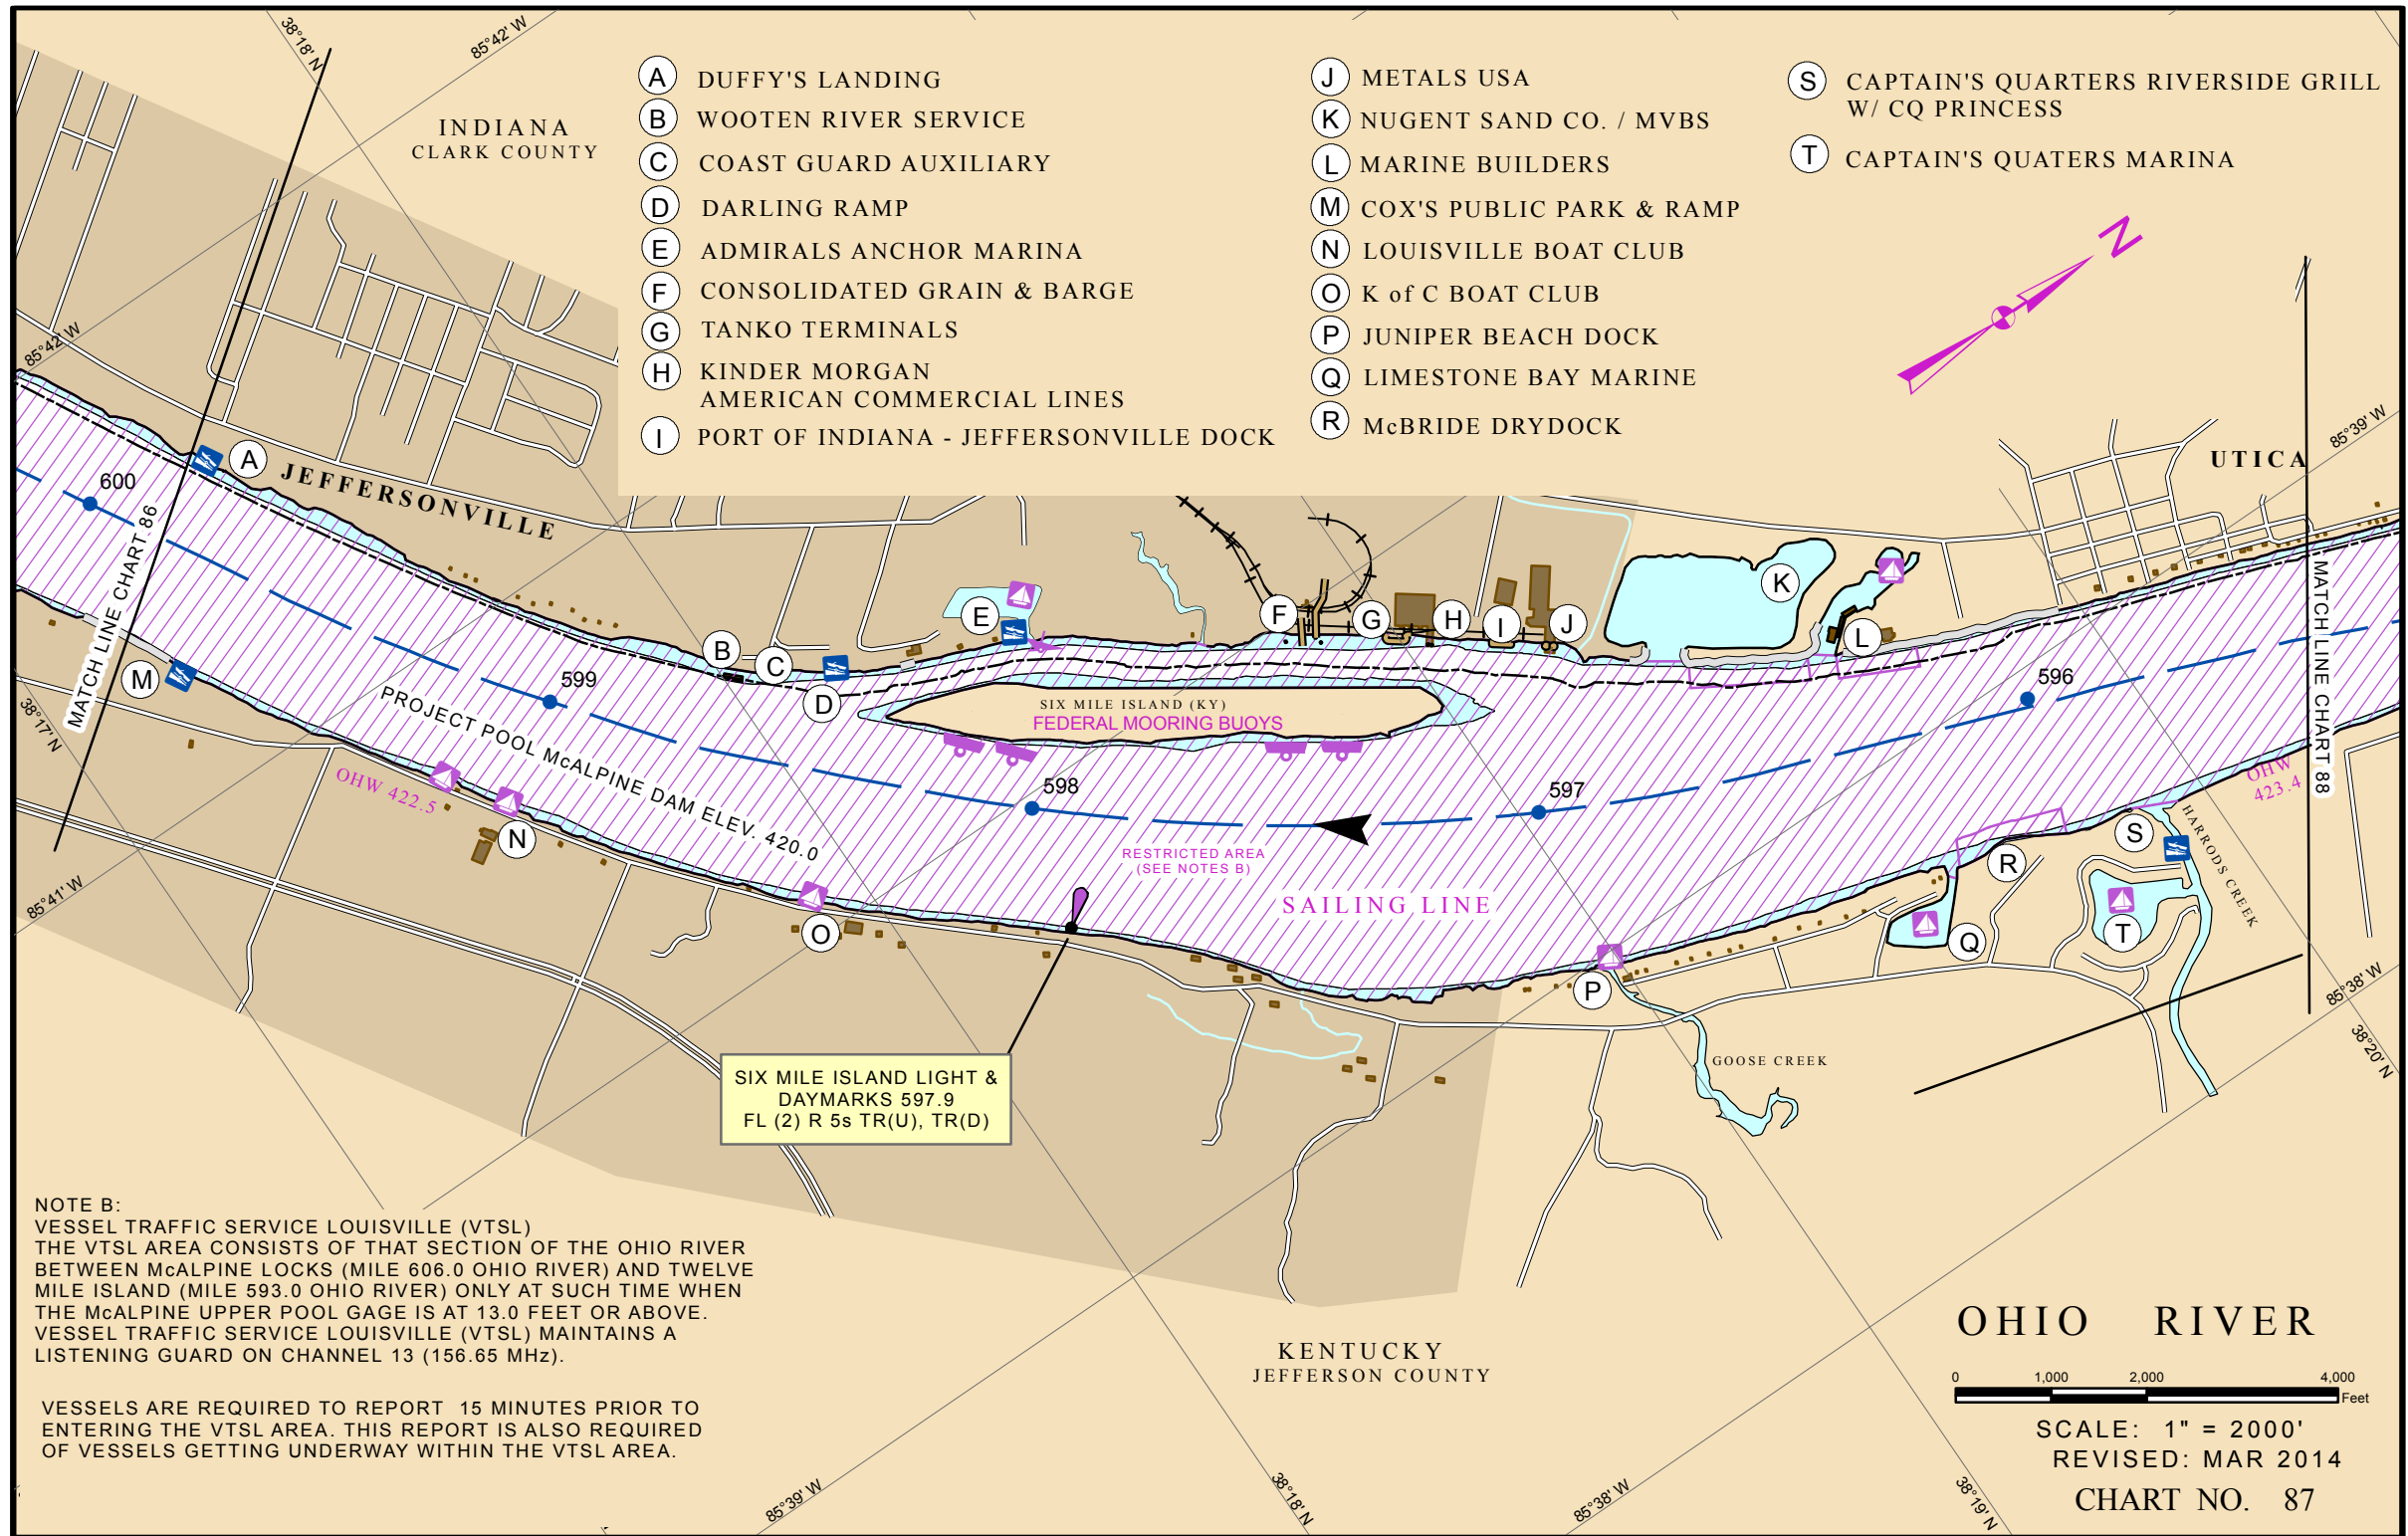 38°18' N
85°42' W
INDIANA
CLARK COUNTY
A DUFFY'S LANDING
B WOOTEN RIVER SERVICE
C COAST GUARD AUXILIARY
D DARLING RAMP
E ADMIRALS ANCHOR MARINA
F CONSOLIDATED GRAIN & BARGE
G TANKO TERMINALS
H KINDER MORGAN
AMERICAN COMMERCIAL LINES
I PORT OF INDIANA - JEFFERSONVILLE DOCK
J METALS USA
K NUGENT SAND CO. / MVBS
L MARINE BUILDERS
M COX'S PUBLIC PARK & RAMP
N LOUISVILLE BOAT CLUB
O K of C BOAT CLUB
P JUNIPER BEACH DOCK
Q LIMESTONE BAY MARINE
R McBRIDE DRYDOCK
S CAPTAIN'S QUARTERS RIVERSIDE GRILL
W/ CQ PRINCESS
T CAPTAIN'S QUATERS MARINA
N
85°42' W
85°39' W
UTICA
A
JEFFERSONVILLE
600
MATCH LINE CHART 86
MATCH LINE CHART 88
E
F
G
H
I
J
K
L
B
C
D
M
599
596
SIX MILE ISLAND (KY)
FEDERAL MOORING BUOYS
PROJECT POOL McALPINE DAM ELEV. 420.0
38°17' N
OHW 422.5
N
598
597
OHW
423.4
HARRODS CREEK
S
R
RESTRICTED AREA
(SEE NOTES B)
SAILING LINE
85°41' W
O
P
Q
T
85°38' W
38°20' N
GOOSE CREEK
SIX MILE ISLAND LIGHT &
DAYMARKS 597.9
FL (2) R 5s TR(U), TR(D)
NOTE B:
VESSEL TRAFFIC SERVICE LOUISVILLE (VTSL)
THE VTSL AREA CONSISTS OF THAT SECTION OF THE OHIO RIVER
BETWEEN McALPINE LOCKS (MILE 606.0 OHIO RIVER) AND TWELVE
MILE ISLAND (MILE 593.0 OHIO RIVER) ONLY AT SUCH TIME WHEN
THE McALPINE UPPER POOL GAGE IS AT 13.0 FEET OR ABOVE.
VESSEL TRAFFIC SERVICE LOUISVILLE (VTSL) MAINTAINS A
LISTENING GUARD ON CHANNEL 13 (156.65 MHz).
VESSELS ARE REQUIRED TO REPORT 15 MINUTES PRIOR TO
ENTERING THE VTSL AREA. THIS REPORT IS ALSO REQUIRED
OF VESSELS GETTING UNDERWAY WITHIN THE VTSL AREA.
KENTUCKY
JEFFERSON COUNTY
85°39' W
38°18' N
85°38' W
38°19' N
OHIO RIVER
0 1,000 2,000 4,000
Feet
SCALE: 1" = 2000'
REVISED: MAR 2014
CHART NO. 87